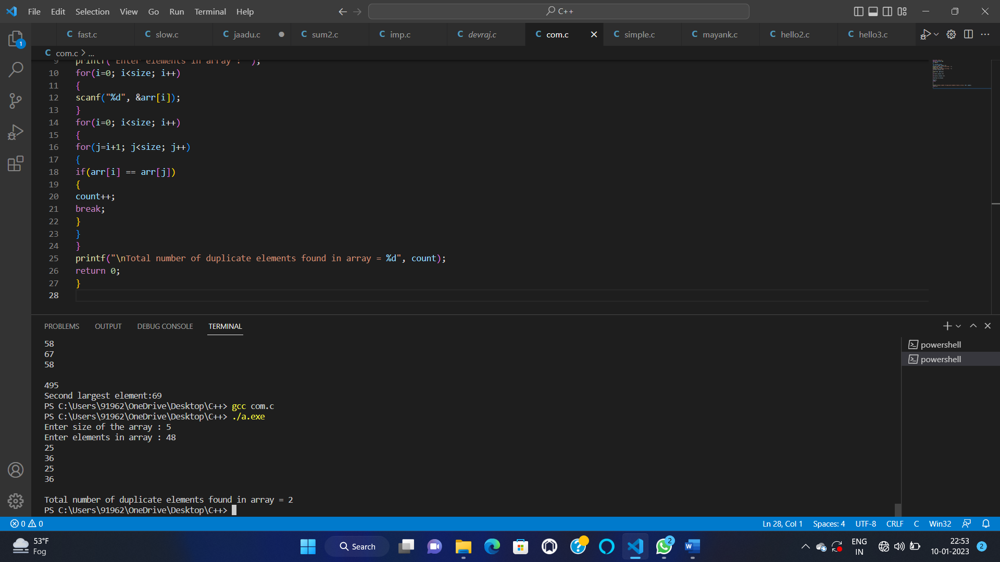 File Edit Selection View Go Run Terminal Help
C++
C fast.c C slow.c C jaadu.c C sum2.c C imp.c C devraj.c C com.c C simple.c C mayank.c C hello2.c C hello3.c
1
C com.c > ...
9 printf("Enter elements in array : ");
10 for(i=0; i<size; i++)
11 {
12 scanf("%d", &arr[i]);
13 }
14 for(i=0; i<size; i++)
15 {
16 for(j=i+1; j<size; j++)
17 {
18 if(arr[i] == arr[j])
19 {
20 count++;
21 break;
22 }
23 }
24 }
25 printf("\nTotal number of duplicate elements found in array = %d", count);
26 return 0;
27 }
28
PROBLEMS OUTPUT DEBUG CONSOLE TERMINAL
powershell
powershell
58
67
58
495
Second largest element:69
PS C:\Users\91962\OneDrive\Desktop\C++> gcc com.c
PS C:\Users\91962\OneDrive\Desktop\C++> ./a.exe
Enter size of the array : 5
Enter elements in array : 48
25
36
25
36
Total number of duplicate elements found in array = 2
PS C:\Users\91962\OneDrive\Desktop\C++>
0 0 Ln 28, Col 1 Spaces: 4 UTF-8 CRLF C Win32
53°F
Fog
Search
2
ENG
IN
22:53
10-01-2023
2